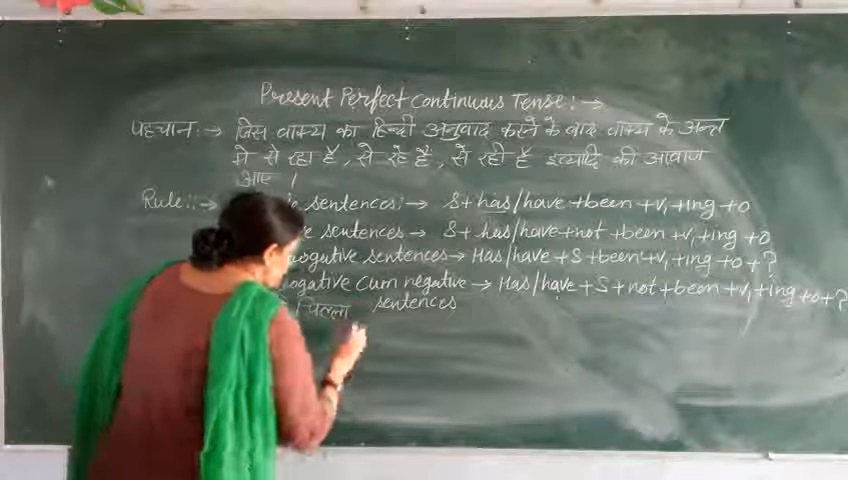 Present Perfect Continuous Tense:→
पहचान:→ जिस वाक्य का हिन्दी अनुवाद करने के बाद वाक्य के अन्त
मे से रहा हैं, से रहे हैं, से रही हैं इत्यादि की आवाज
आए ।
Rule::→ sentences:→ S+has/have+been+v₁+ing+o
sentences → S+has/have+not+been+v₁+ing+o
sentences→ Has/have+S+been+v₁+ing+o+?
cum negative → Has/have+S+not+been+v₁+ing+o+?
चिल्ला sentences